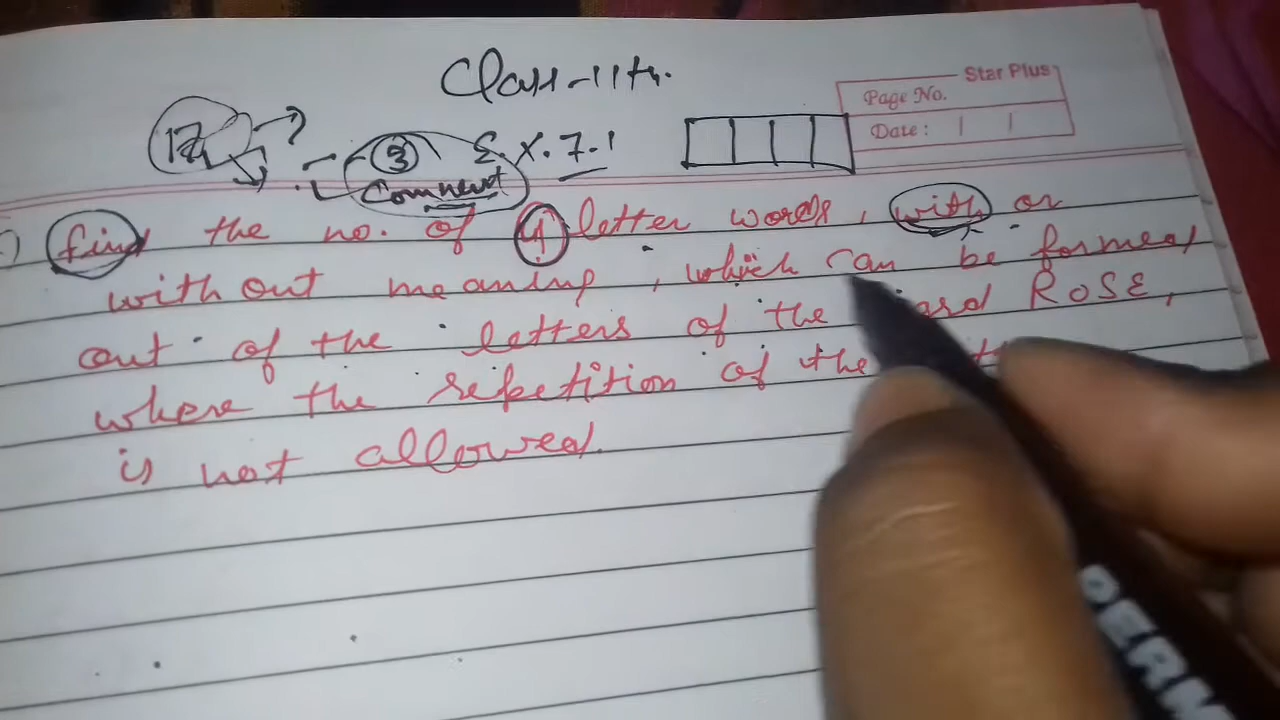 Class-11th.
Star Plus
Page No.
Date :
17
?
3 Ex. 7.1
Comment
find the no. of 4 letter words, with or
without meaning, which can be formed
out of the letters of the word ROSE,
where the repetition of the
is not allowed.